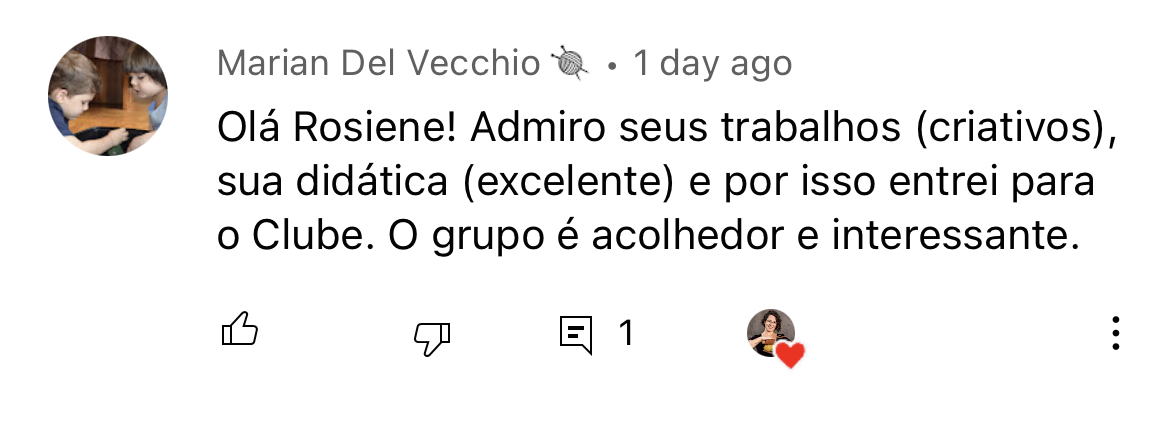 Marian Del Vecchio • 1 day ago
Olá Rosiene! Admiro seus trabalhos (criativos),
sua didática (excelente) e por isso entrei para
o Clube. O grupo é acolhedor e interessante.
1